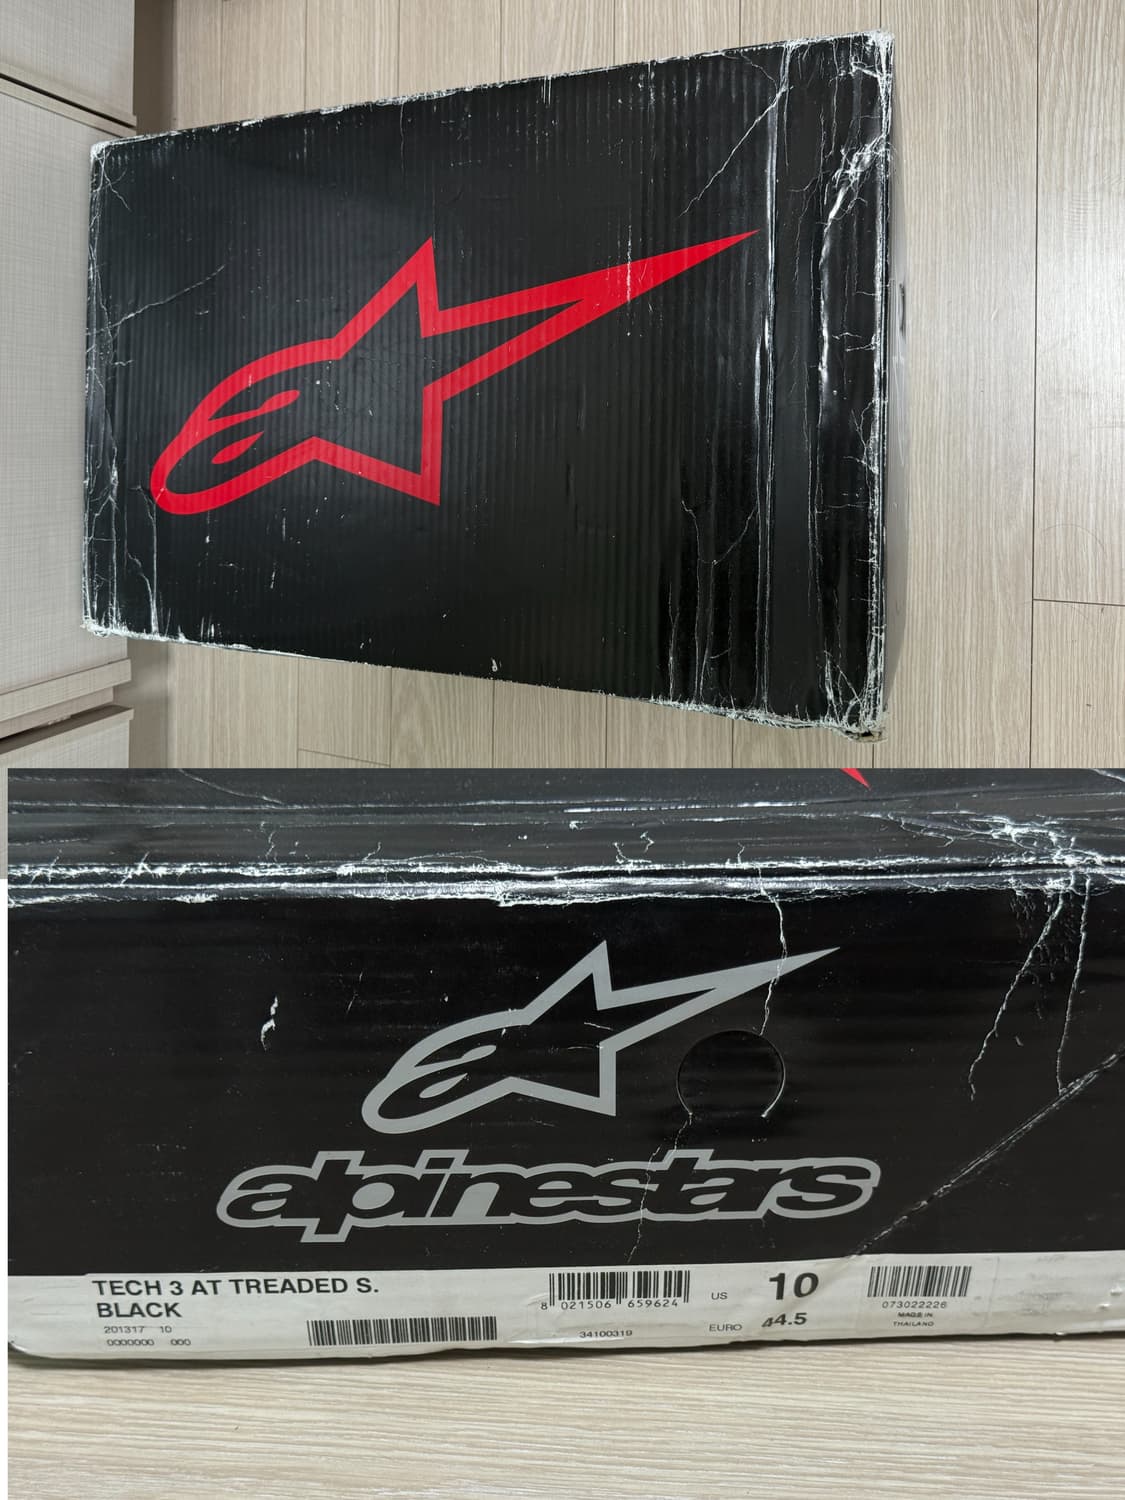 alpinestars
TECH 3 AT TREADED S.
BLACK
201317 10
0000000 000
8 021506 659624
34100319
US 10
EURO 44.5
073022226
MADE IN
THAILAND